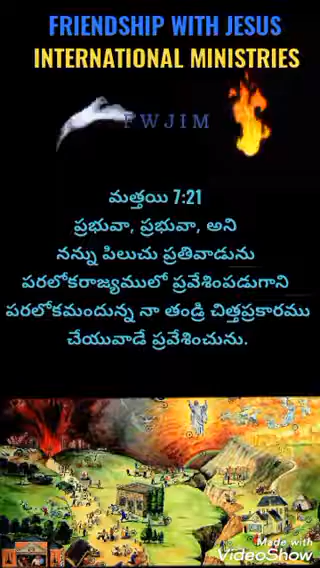 FRIENDSHIP WITH JESUS
INTERNATIONAL MINISTRIES
F W J I M
మత్తయి 7:21
ప్రభువా, ప్రభువా, అని
నన్ను పిలుచు ప్రతివాడును
పరలోకరాజ్యములో ప్రవేశింపడుగాని
పరలోకమందున్న నా తండ్రి చిత్తప్రకారము
చేయువాడే ప్రవేశించును.
Made with
VideoShow